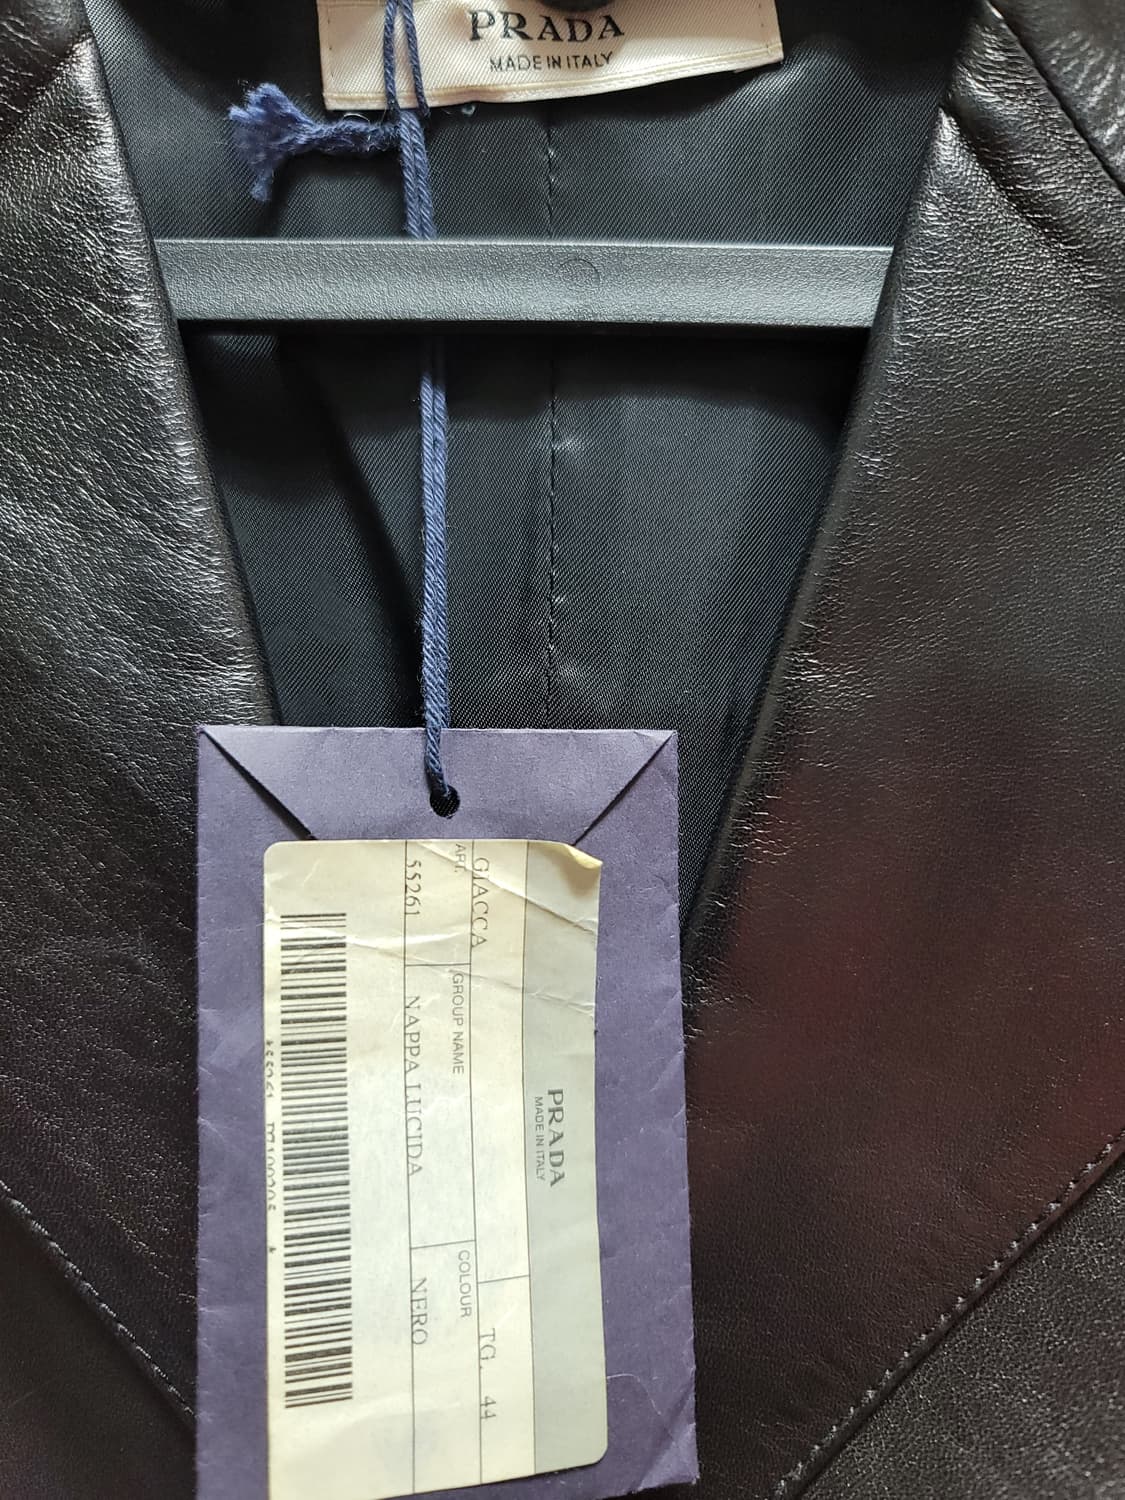 PRADA
MADE IN ITALY
PRADA
MADE IN ITALY
GIACCA TG. 44
ART. GROUP NAME COLOUR
55261 NAPPA LUCIDA NERO